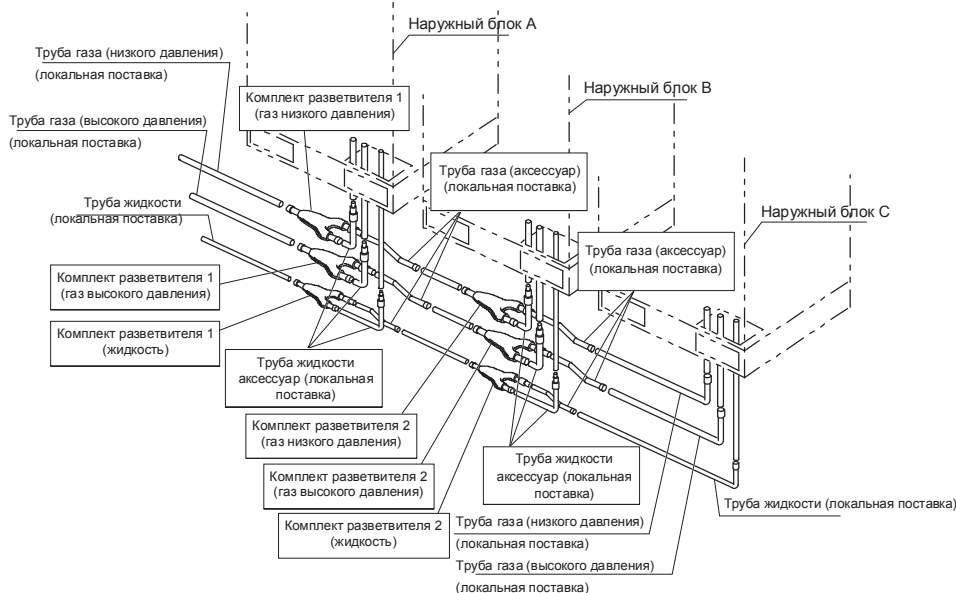 Наружный блок A
Труба газа (низкого давления)
(локальная поставка)
Комплект разветвителя 1
(газ низкого давления)
Наружный блок B
Труба газа (высокого давления)
(локальная поставка)
Труба газа (аксессуар)
(локальная поставка)
Труба жидкости
(локальная поставка)
Наружный блок C
Труба газа (аксессуар)
(локальная поставка)
Комплект разветвителя 1
(газ высокого давления)
Комплект разветвителя 1
(жидкость)
Труба жидкости
аксессуар (локальная
поставка)
Комплект разветвителя 2
(газ низкого давления)
Труба жидкости
аксессуар (локальная
поставка)
Комплект разветвителя 2
(газ высокого давления)
Труба жидкости (локальная поставка)
Комплект разветвителя 2
(жидкость)
Труба газа (низкого давления)
(локальная поставка)
Труба газа (высокого давления)
(локальная поставка)